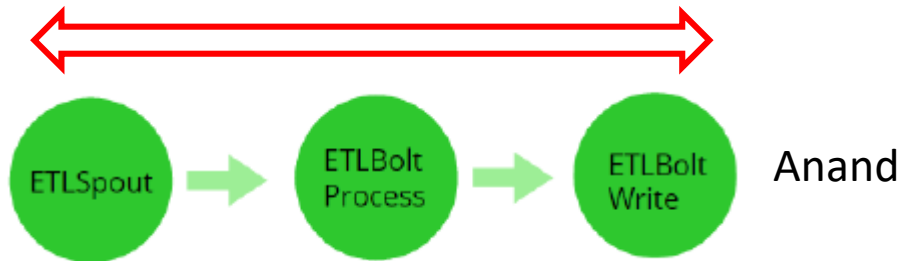 ETLSpout
ETLBolt
Process
ETLBolt
Write
Anand